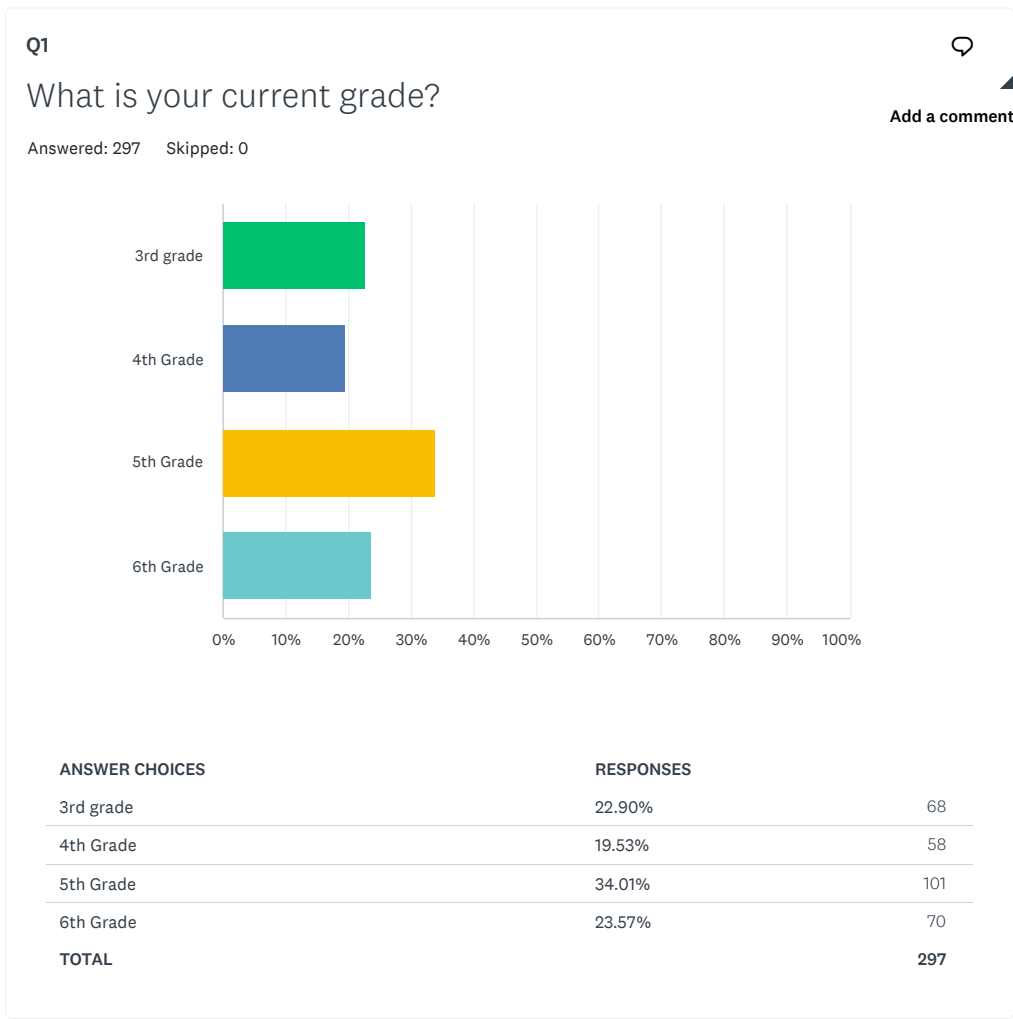 Q1
What is your current grade?
Add a comment
Answered: 297 Skipped: 0
3rd grade
4th Grade
5th Grade
6th Grade
0% 10% 20% 30% 40% 50% 60% 70% 80% 90% 100%
ANSWER CHOICES RESPONSES
3rd grade 22.90% 68
4th Grade 19.53% 58
5th Grade 34.01% 101
6th Grade 23.57% 70
TOTAL 297